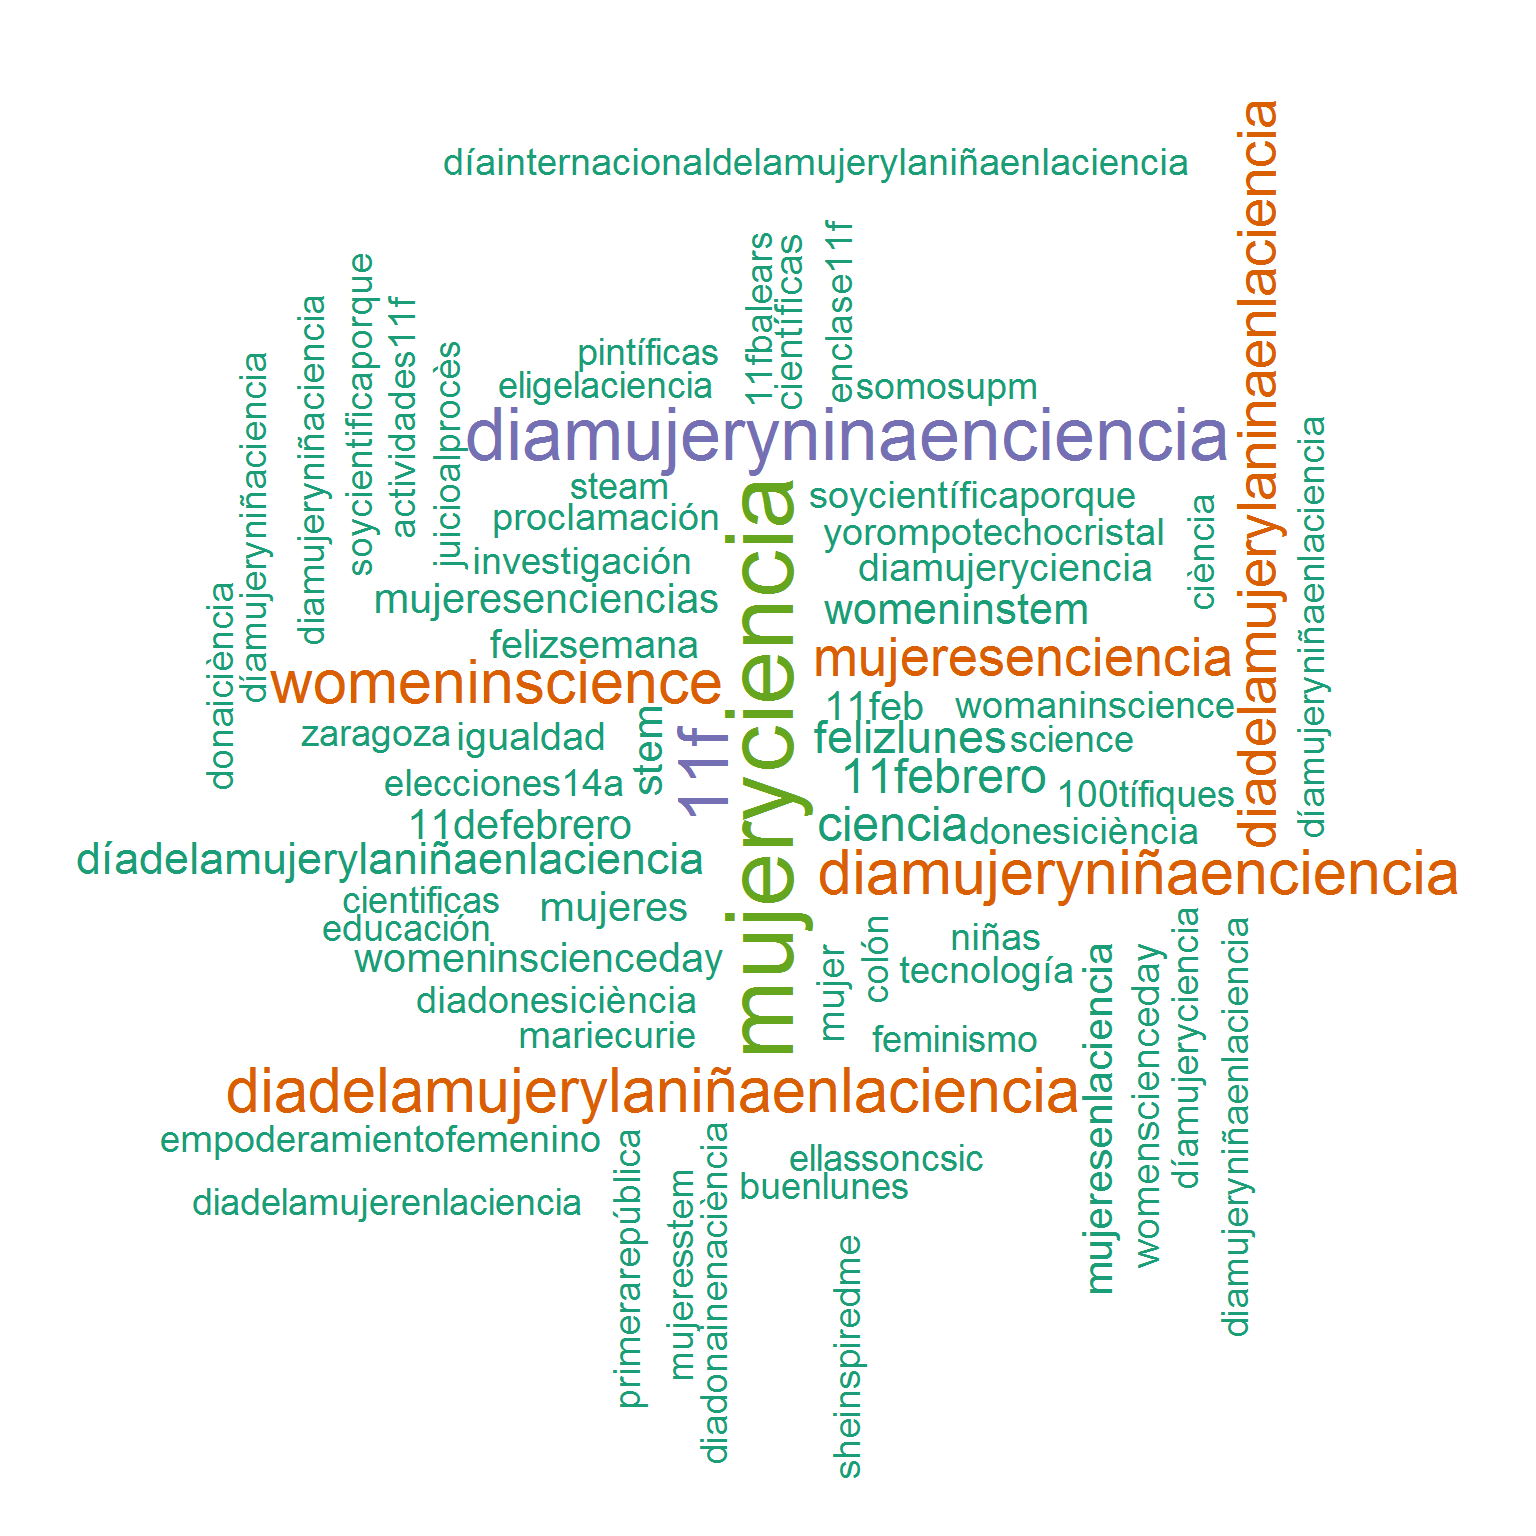 díainternacionaldelamujerylaniñaenlaciencia
diadelamujerylaninaenlaciencia
11fbalears
científicas
enclase11f
soycientificaporque
diamujeryniñaciencia
actividades11f
juicioalprocès
pintíficas
díamujeryniñaciencia
eligelaciencia
somosupm
diamujeryninaenciencia
díamujeryniñaenlaciencia
steam
soycientíficaporque
proclamación
yorompotechocristal
ciència
investigación
diamujeryciencia
mujeresenciencias
womeninstem
mujeryciencia
donaiciència
felizsemana
mujeresenciencia
womeninscience
11feb
womaninscience
stem
11f
zaragoza
igualdad
felizlunes
science
elecciones14a
11febrero
100tífiques
11defebrero
ciencia
donesiciència
díadelamujerylaniñaenlaciencia
diamujeryniñaenciencia
cientificas
mujeres
educación
colón
niñas
womeninscienceday
mujer
tecnología
mujeresenlaciencia
womenscienceday
díamujeryciencia
diamujeryniñaenlaciencia
diadonesiciència
mariecurie
feminismo
diadelamujerylaniñaenlaciencia
empoderamientofemenino
ellassoncsic
buenlunes
diadelamujerenlaciencia
primerarepública
mujeresstem
diadonainenaciència
sheinspiredme